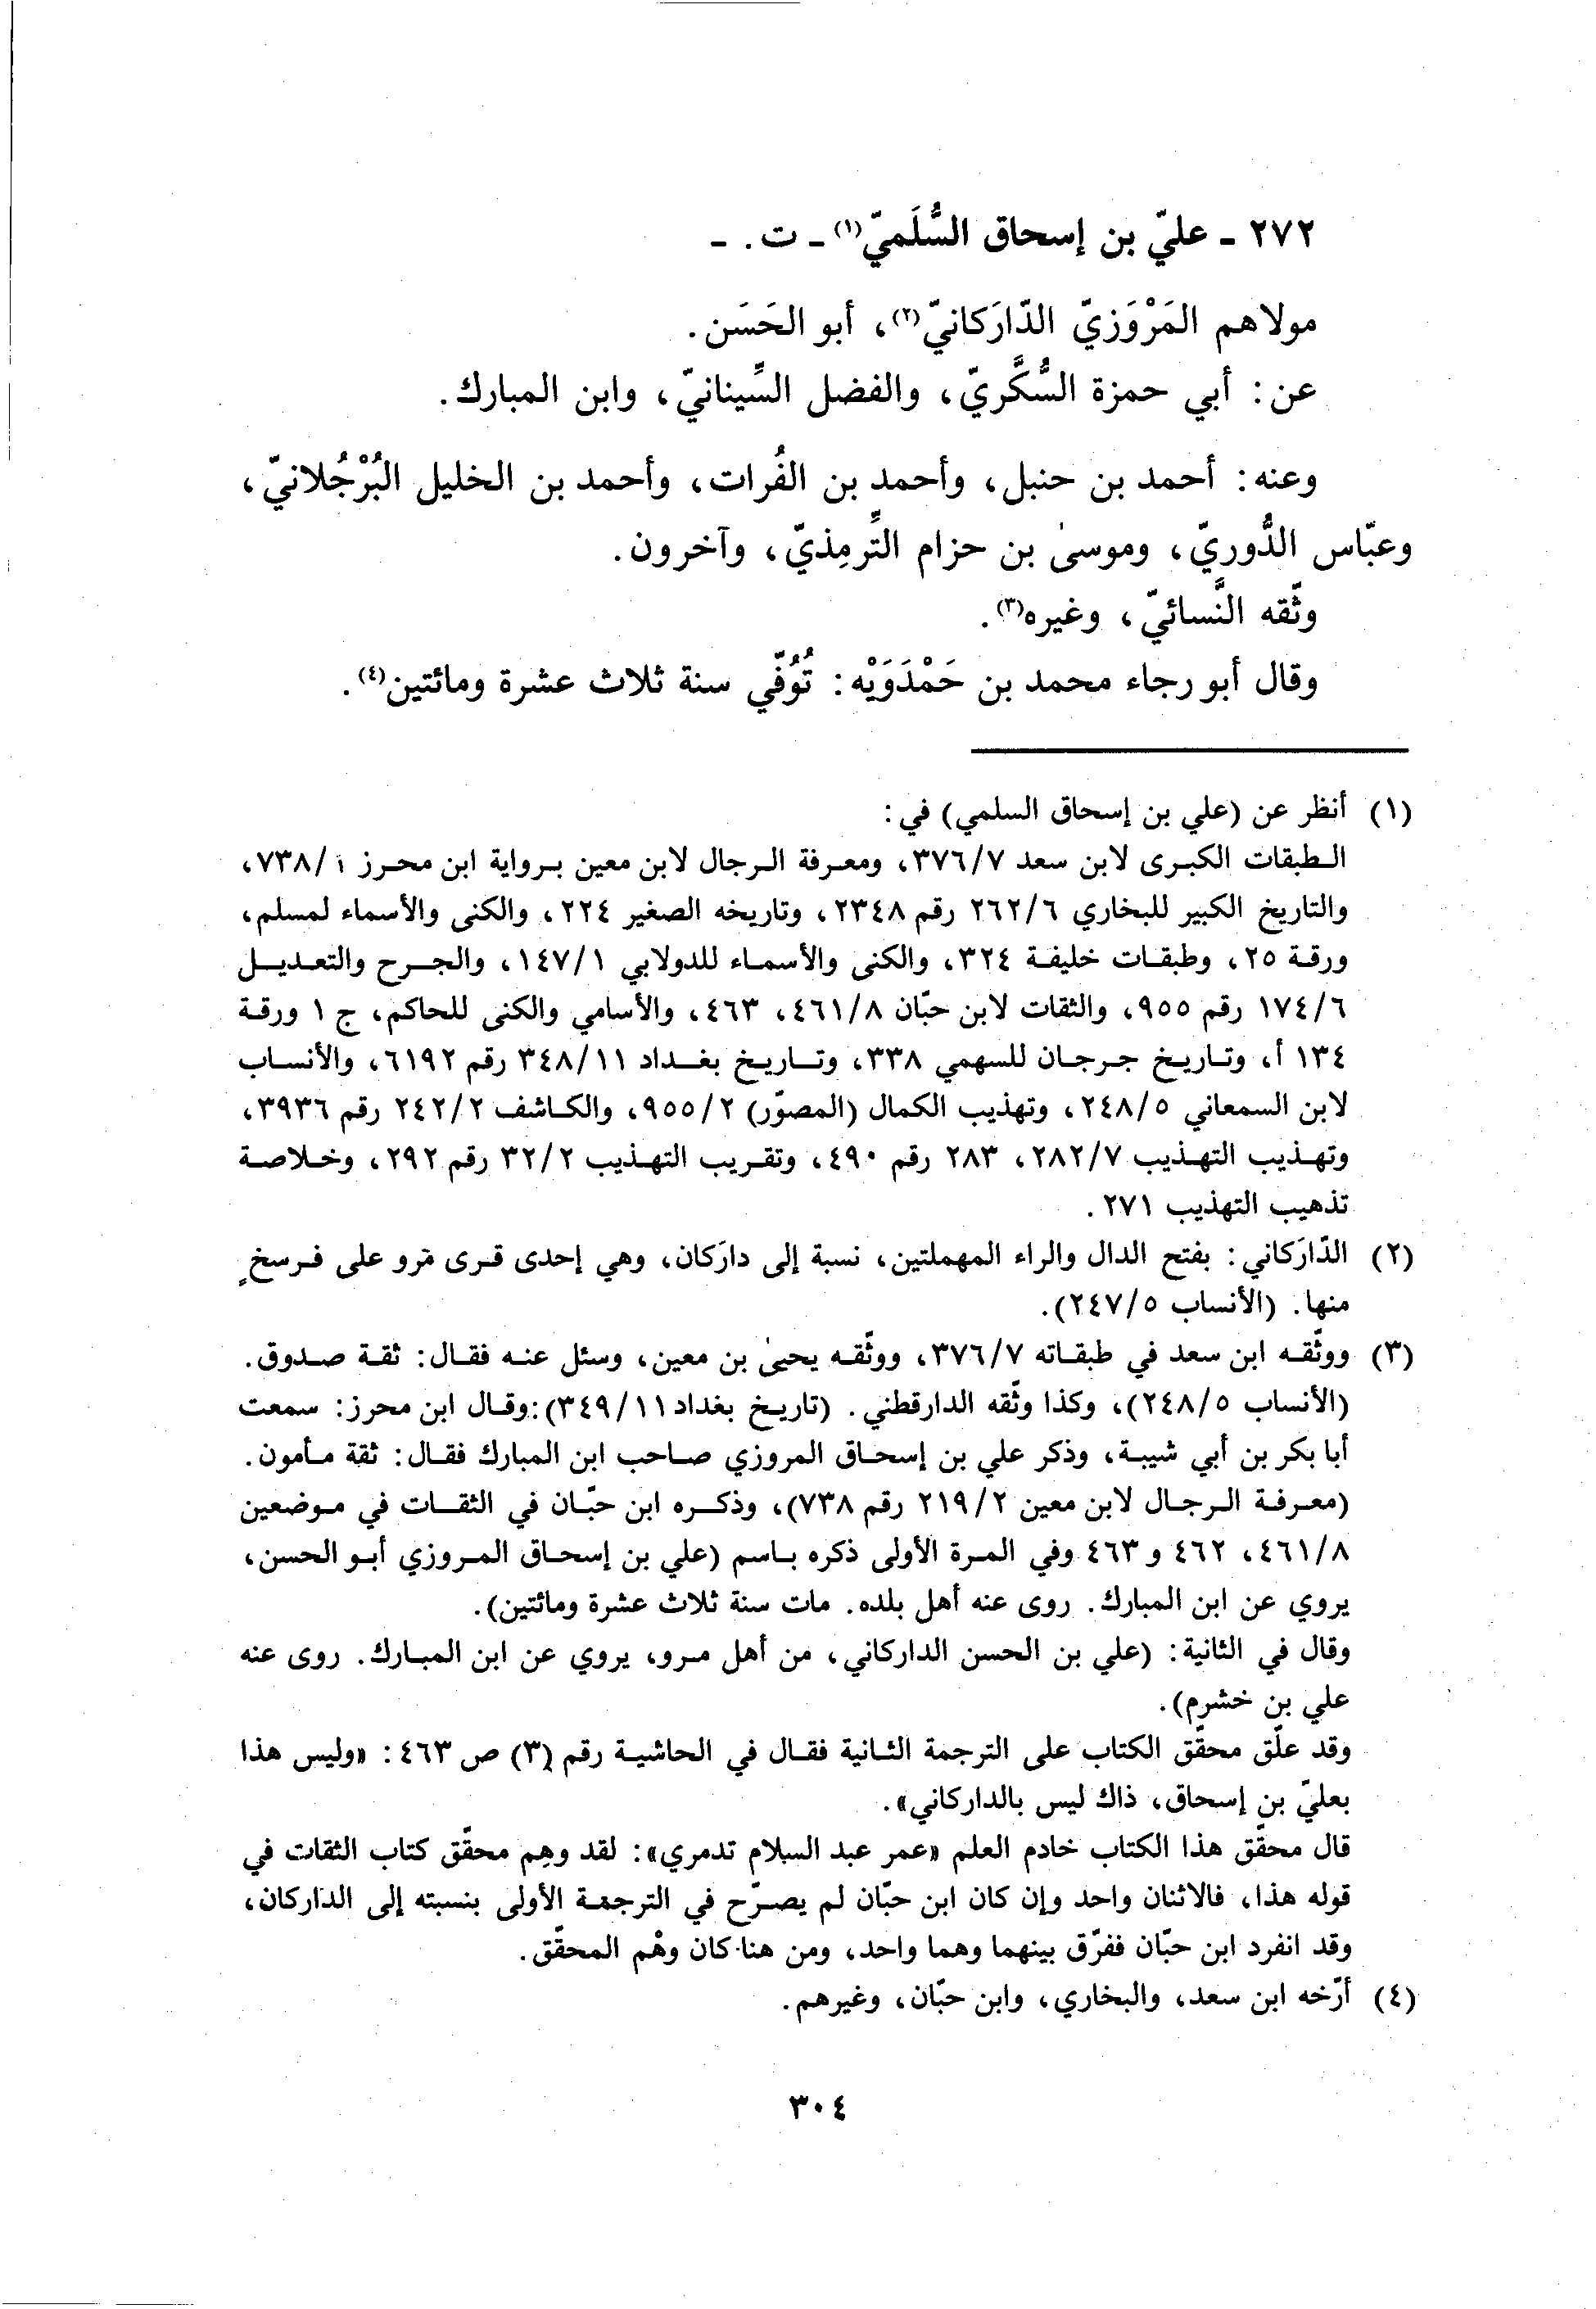 ٢٧٢ - عليّ بن إسحاق السُّلَميّ(١) - ت. -
مولاهم المَرْوَزيّ الدّارَكانيّ(٢)، أبو الحَسَن.
عن: أبي حمزة السُّكَّريّ، والفضل السِّينانيّ، وابن المبارك.
وعنه: أحمد بن حنبل، وأحمد بن الفُرات، وأحمد بن الخليل البُرْجُلانيّ،
وعبّاس الدُّوريّ، وموسىٰ بن حزام التِّرمِذيّ، وآخرون.
وثّقه النَّسائيّ، وغيره(٣).
وقال أبو رجاء محمد بن حَمْدَوَيْه: تُوُفّي سنة ثلاث عشرة ومائتين(٤).
(١) أنظر عن (علي بن إسحاق السلمي) في:
الطبقات الكبرى لابن سعد ٣٧٦/٧، ومعرفة الرجال لابن معين برواية ابن محرز ١/٧٣٨،
والتاريخ الكبير للبخاري ٢٦٢/٦ رقم ٢٣٤٨، وتاريخه الصغير ٢٢٤، والكنى والأسماء لمسلم،
ورقة ٢٥، وطبقات خليفة ٣٢٤، والكنى والأسماء للدولابي ١٤٧/١، والجرح والتعديل
١٧٤/٦ رقم ٩٥٥، والثقات لابن حبّان ٤٦١/٨، ٤٦٣، والأسامي والكنى للحاكم، ج ١ ورقة
١٣٤ أ، وتاريخ جرجان للسهمي ٣٣٨، وتاريخ بغداد ٣٤٨/١١ رقم ٦١٩٢، والأنساب
لابن السمعاني ٢٤٨/٥، وتهذيب الكمال (المصوّر) ٩٥٥/٢، والكاشف ٢٤٢/٢ رقم ٣٩٣٦،
وتهذيب التهذيب ٢٨٢/٧، ٢٨٣ رقم ٤٩٠، وتقريب التهذيب ٣٢/٢ رقم ٢٩٢، وخلاصة
تذهيب التهذيب ٢٧١.
(٢) الدّارَكاني: بفتح الدال والراء المهملتين، نسبة إلى دارَكان، وهي إحدى قرى مَرو على فرسخٍ
منها. (الأنساب ٢٤٧/٥).
(٣) ووثّقه ابن سعد في طبقاته ٣٧٦/٧، ووثّقه يحيىٰ بن معين، وسئل عنه فقال: ثقة صدوق.
(الأنساب ٢٤٨/٥)، وكذا وثّقه الدارقطني. (تاريخ بغداد ٣٤٩/١١): وقال ابن محرز: سمعت
أبا بكر بن أبي شيبة، وذكر علي بن إسحاق المروزي صاحب ابن المبارك فقال: ثقة مأمون.
(معرفة الرجال لابن معين ٢١٩/٢ رقم ٧٣٨)، وذكره ابن حبّان في الثقات في موضعين
٤٦١/٨، ٤٦٢ و ٤٦٣ وفي المرة الأولى ذكره باسم (علي بن إسحاق المروزي أبو الحسن،
يروي عن ابن المبارك. روى عنه أهل بلده. مات سنة ثلاث عشرة ومائتين).
وقال في الثانية: (علي بن الحسن الداركاني، من أهل مرو، يروي عن ابن المبارك. روى عنه
علي بن خشرم).
وقد علّق محقّق الكتاب على الترجمة الثانية فقال في الحاشية رقم (٣) ص ٤٦٣: «وليس هذا
بعليّ بن إسحاق، ذاك ليس بالداركاني».
قال محقّق هذا الكتاب خادم العلم «عمر عبد السلام تدمري»: لقد وهِم محقّق كتاب الثقات في
قوله هذا، فالاثنان واحد وإن كان ابن حبّان لم يصرّح في الترجمة الأولى بنسبته إلى الداركان،
وقد انفرد ابن حبّان ففرّق بينهما وهما واحد، ومن هنا كان وهْم المحقّق.
(٤) أرّخه ابن سعد، والبخاري، وابن حبّان، وغيرهم.
٣٠٤